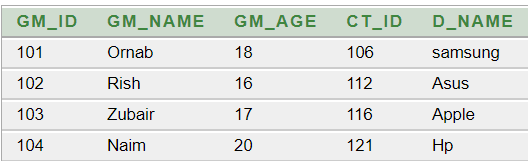 GM_ID GM_NAME GM_AGE CT_ID D_NAME
101 Ornab 18 106 samsung
102 Rish 16 112 Asus
103 Zubair 17 116 Apple
104 Naim 20 121 Hp